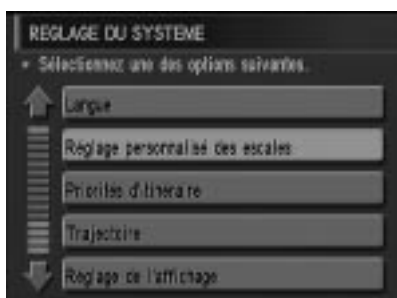 REGLAGE DU SYSTEME
Sélectionnez une des options suivantes.
Langue
Réglage personnalisé des escales
Priorités d'itinéraire
Trajectoire
Réglage de l'affichage